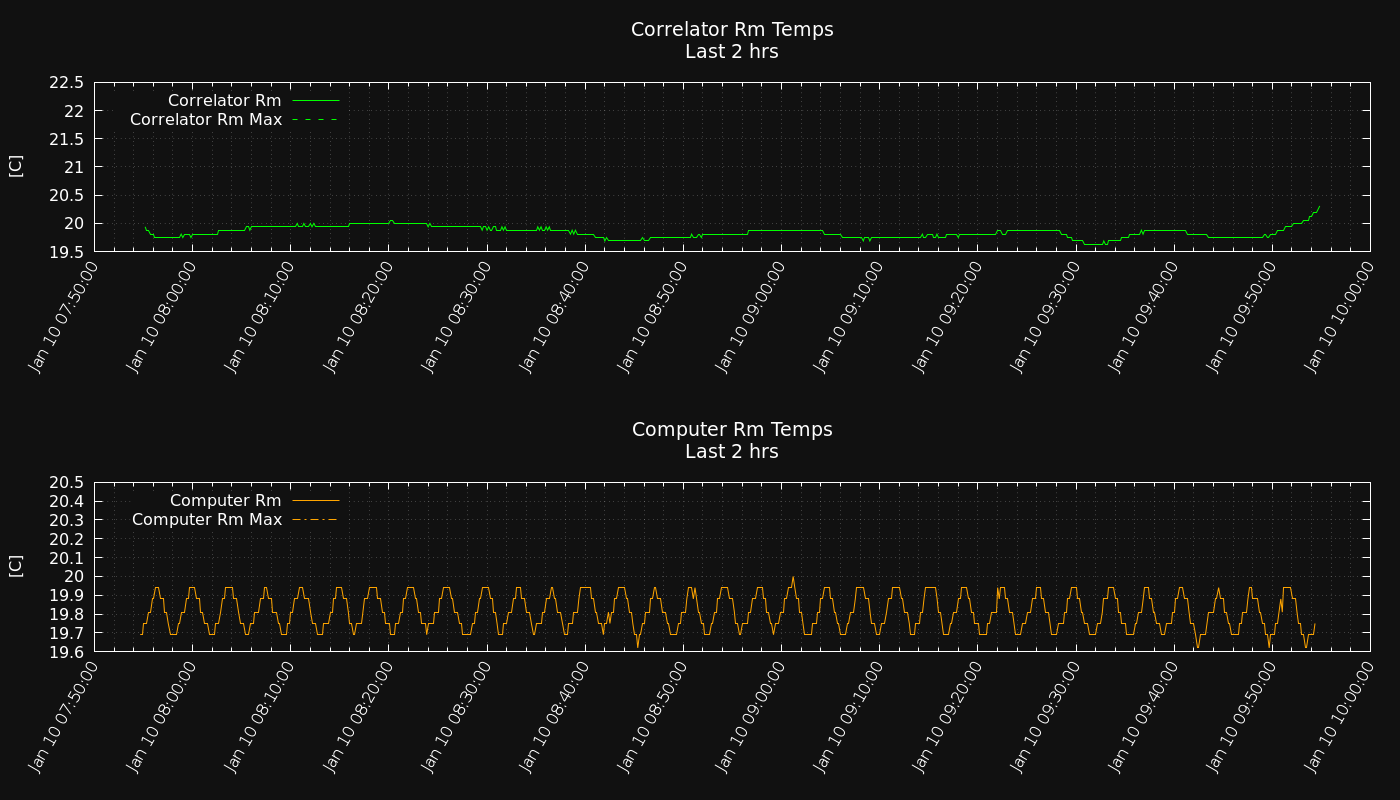 Correlator Rm Temps
Last 2 hrs
[C]
22.5
22
21.5
21
20.5
20
19.5
Correlator Rm
Correlator Rm Max
Jan 10 07:50:00
Jan 10 08:00:00
Jan 10 08:10:00
Jan 10 08:20:00
Jan 10 08:30:00
Jan 10 08:40:00
Jan 10 08:50:00
Jan 10 09:00:00
Jan 10 09:10:00
Jan 10 09:20:00
Jan 10 09:30:00
Jan 10 09:40:00
Jan 10 09:50:00
Jan 10 10:00:00
Computer Rm Temps
Last 2 hrs
[C]
20.5
20.4
20.3
20.2
20.1
20
19.9
19.8
19.7
19.6
Computer Rm
Computer Rm Max
Jan 10 07:50:00
Jan 10 08:00:00
Jan 10 08:10:00
Jan 10 08:20:00
Jan 10 08:30:00
Jan 10 08:40:00
Jan 10 08:50:00
Jan 10 09:00:00
Jan 10 09:10:00
Jan 10 09:20:00
Jan 10 09:30:00
Jan 10 09:40:00
Jan 10 09:50:00
Jan 10 10:00:00